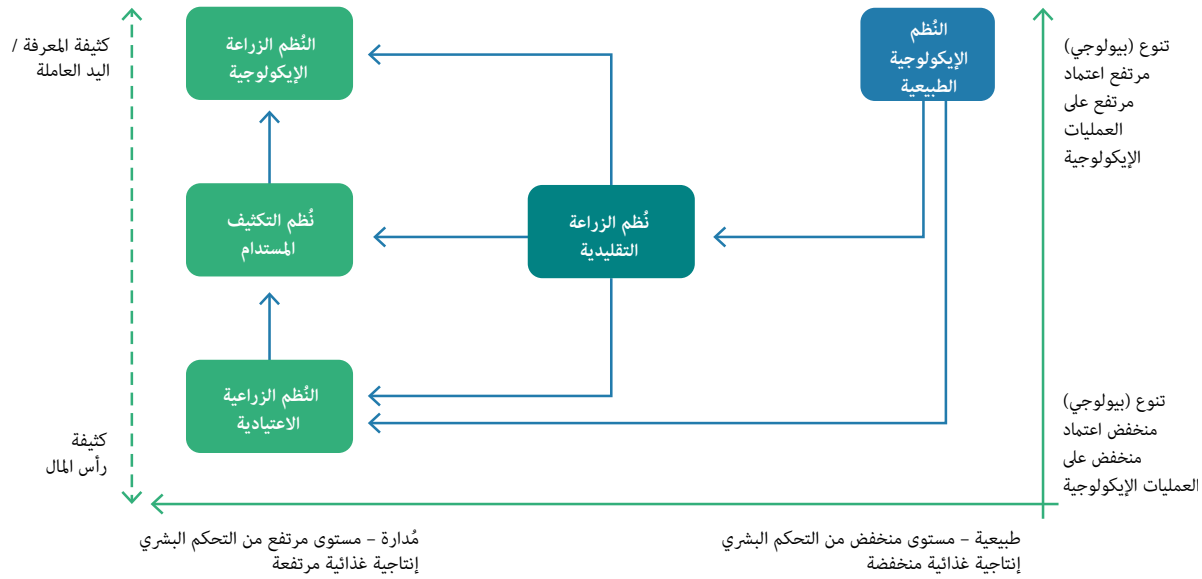 تنوع (بيولوجي)
مرتفع اعتماد
مرتفع على
العمليات
الإيكولوجية
النُظم
الإيكولوجية
الطبيعية
النُظم الزراعة
الإيكولوجية
كثيفة المعرفة /
اليد العاملة
نُظم الزراعة
التقليدية
نُظم التكثيف
المستدام
تنوع (بيولوجي)
منخفض اعتماد
منخفض على
العمليات الإيكولوجية
النُظم الزراعية
الاعتيادية
كثيفة
رأس المال
طبيعية – مستوى منخفض من التحكم البشري
إنتاجية غذائية منخفضة
مُدارة – مستوى مرتفع من التحكم البشري
إنتاجية غذائية مرتفعة